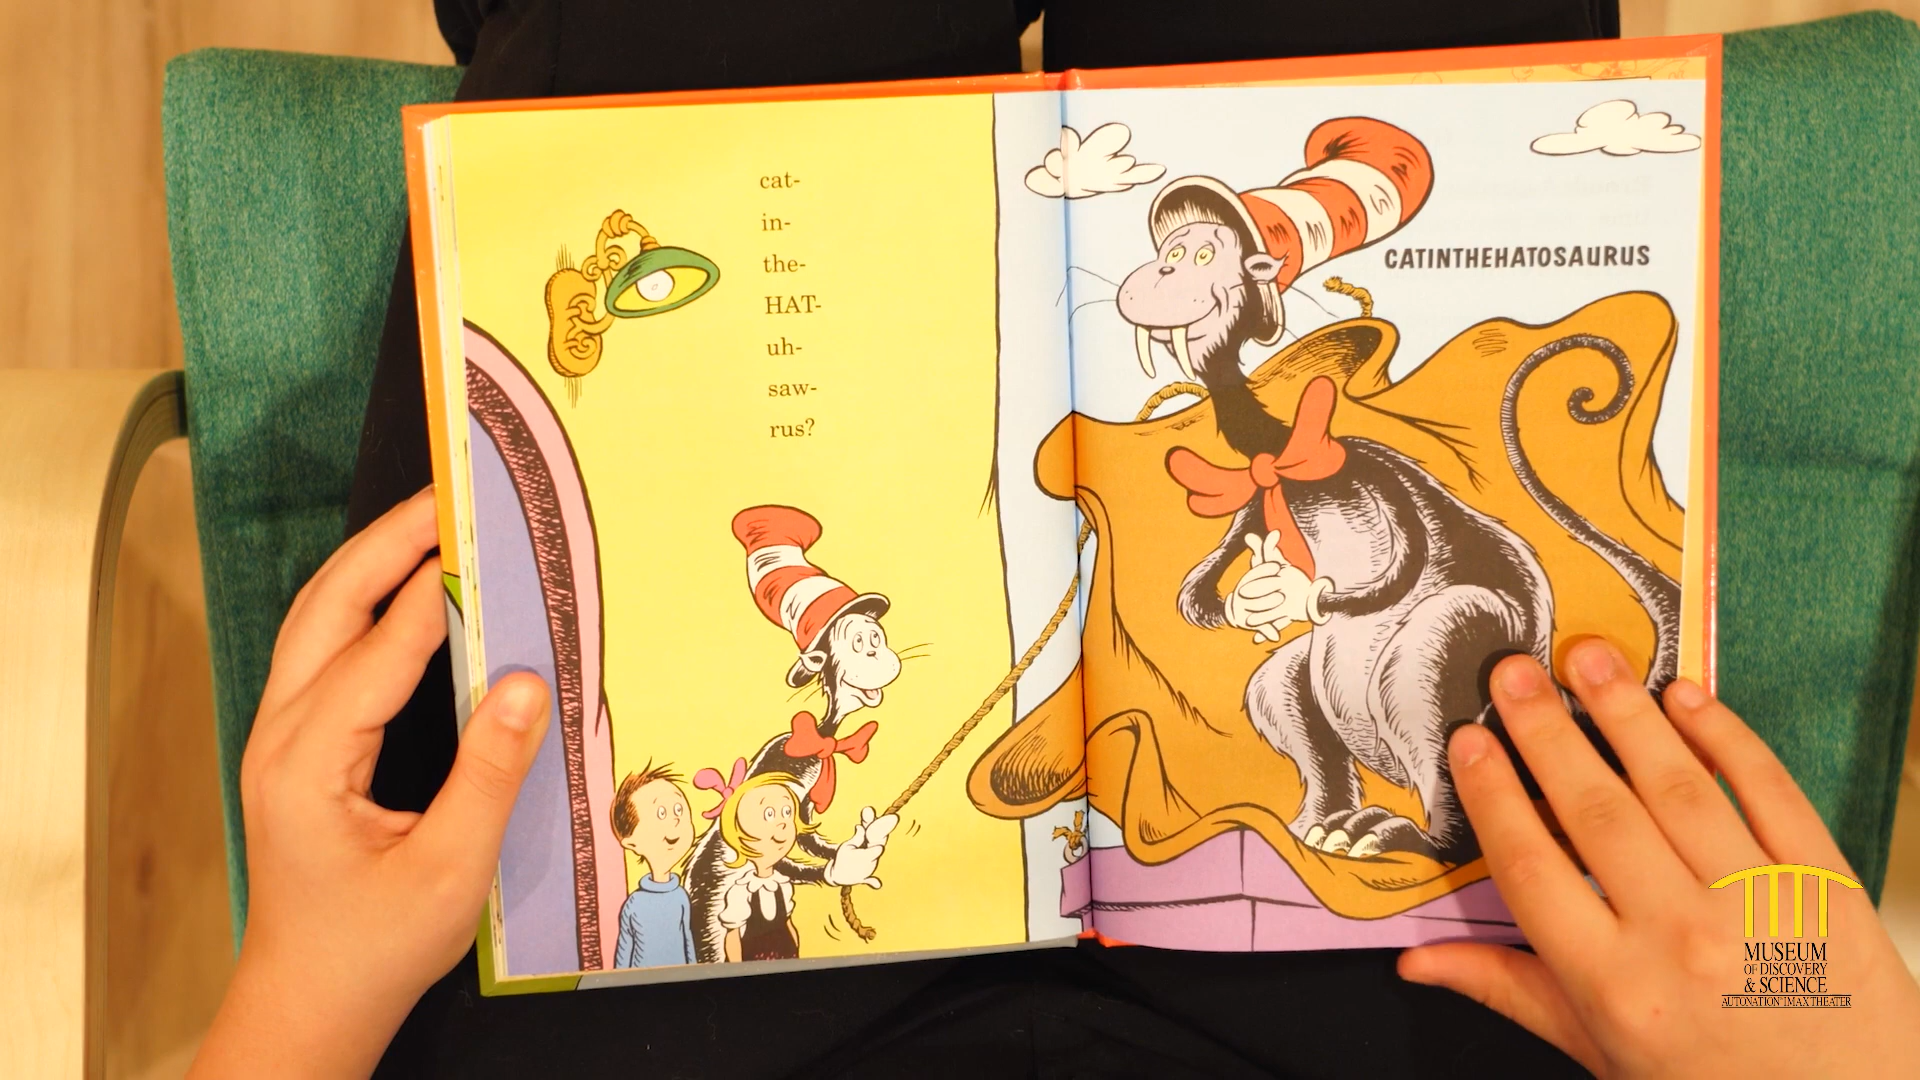 cat-
in-
the-
HAT-
uh-
saw-
rus?
CATINTHEHATOSAURUS
MUSEUM
OF DISCOVERY
& SCIENCE
AUTONATION® IMAX THEATER